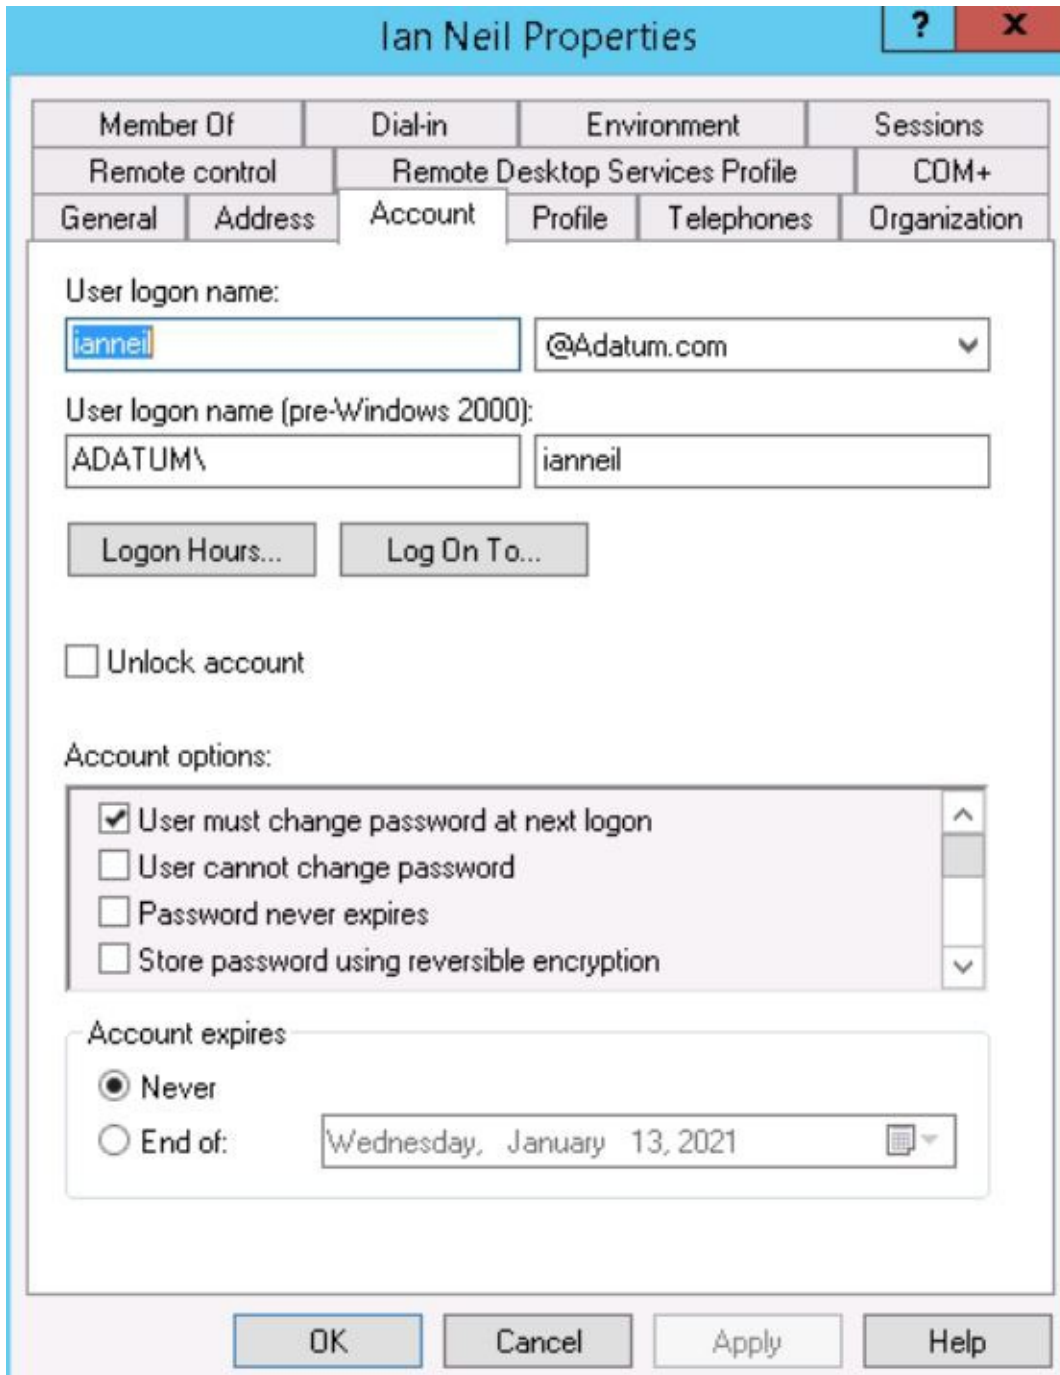 Ian Neil Properties
? x
Member Of Dial-in Environment Sessions
Remote control Remote Desktop Services Profile COM+
General Address Account Profile Telephones Organization
User logon name:
ianneil @Adatum.com
User logon name (pre-Windows 2000):
ADATUM\ ianneil
Logon Hours... Log On To...
Unlock account
Account options:
User must change password at next logon
User cannot change password
Password never expires
Store password using reversible encryption
Account expires
Never
End of: Wednesday, January 13, 2021
OK Cancel Apply Help